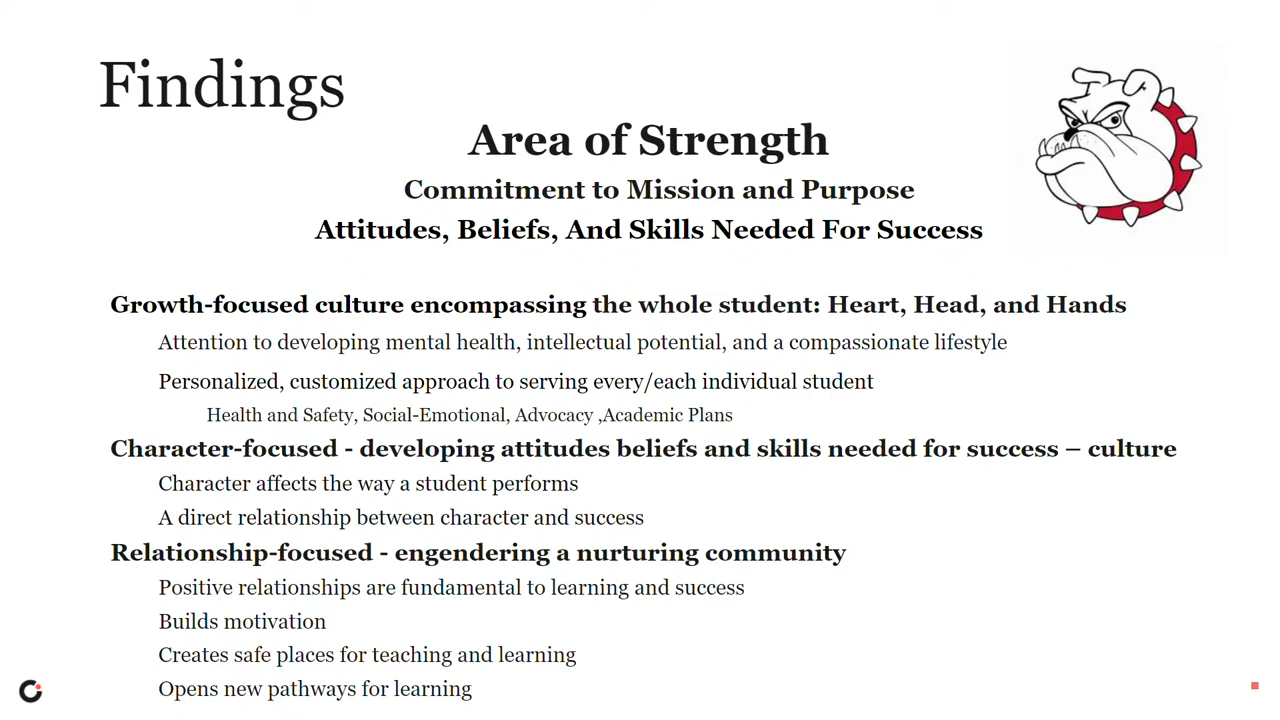 Findings
Area of Strength
Commitment to Mission and Purpose
Attitudes, Beliefs, And Skills Needed For Success
Growth-focused culture encompassing the whole student: Heart, Head, and Hands
Attention to developing mental health, intellectual potential, and a compassionate lifestyle
Personalized, customized approach to serving every/each individual student
Health and Safety, Social-Emotional, Advocacy ,Academic Plans
Character-focused - developing attitudes beliefs and skills needed for success – culture
Character affects the way a student performs
A direct relationship between character and success
Relationship-focused - engendering a nurturing community
Positive relationships are fundamental to learning and success
Builds motivation
Creates safe places for teaching and learning
Opens new pathways for learning